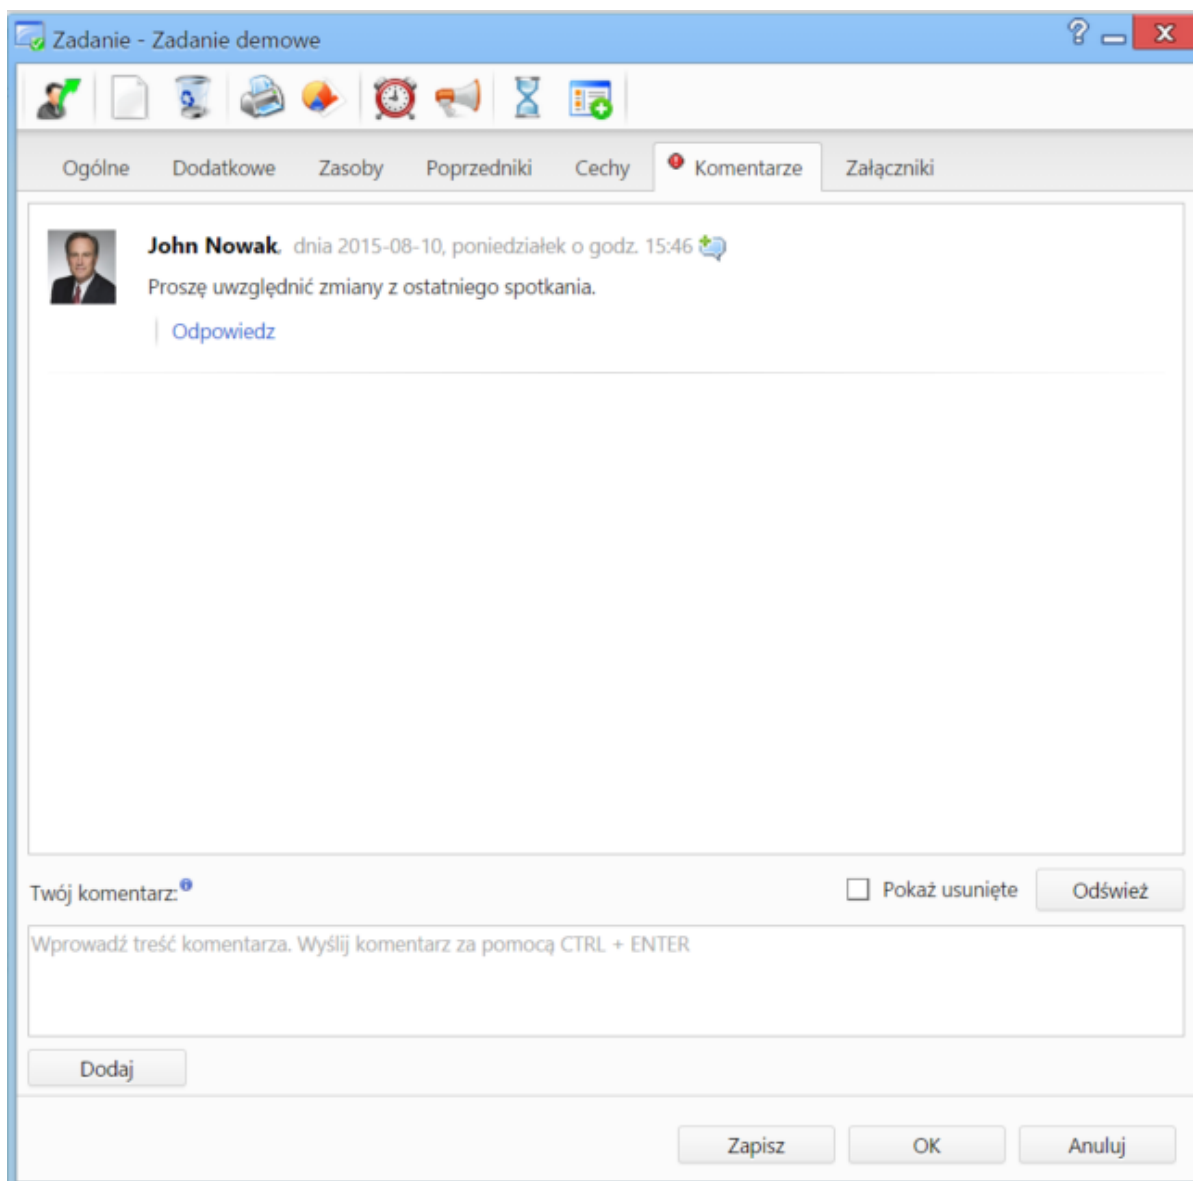 Zadanie - Zadanie demowe
Ogólne Dodatkowe Zasoby Poprzedniki Cechy Komentarze Załączniki
John Nowak, dnia 2015-08-10, poniedziałek o godz. 15:46
Proszę uwzględnić zmiany z ostatniego spotkania.
Odpowiedz
Twój komentarz: Pokaż usunięte Odśwież
Wprowadź treść komentarza. Wyślij komentarz za pomocą CTRL + ENTER
Dodaj
Zapisz OK Anuluj